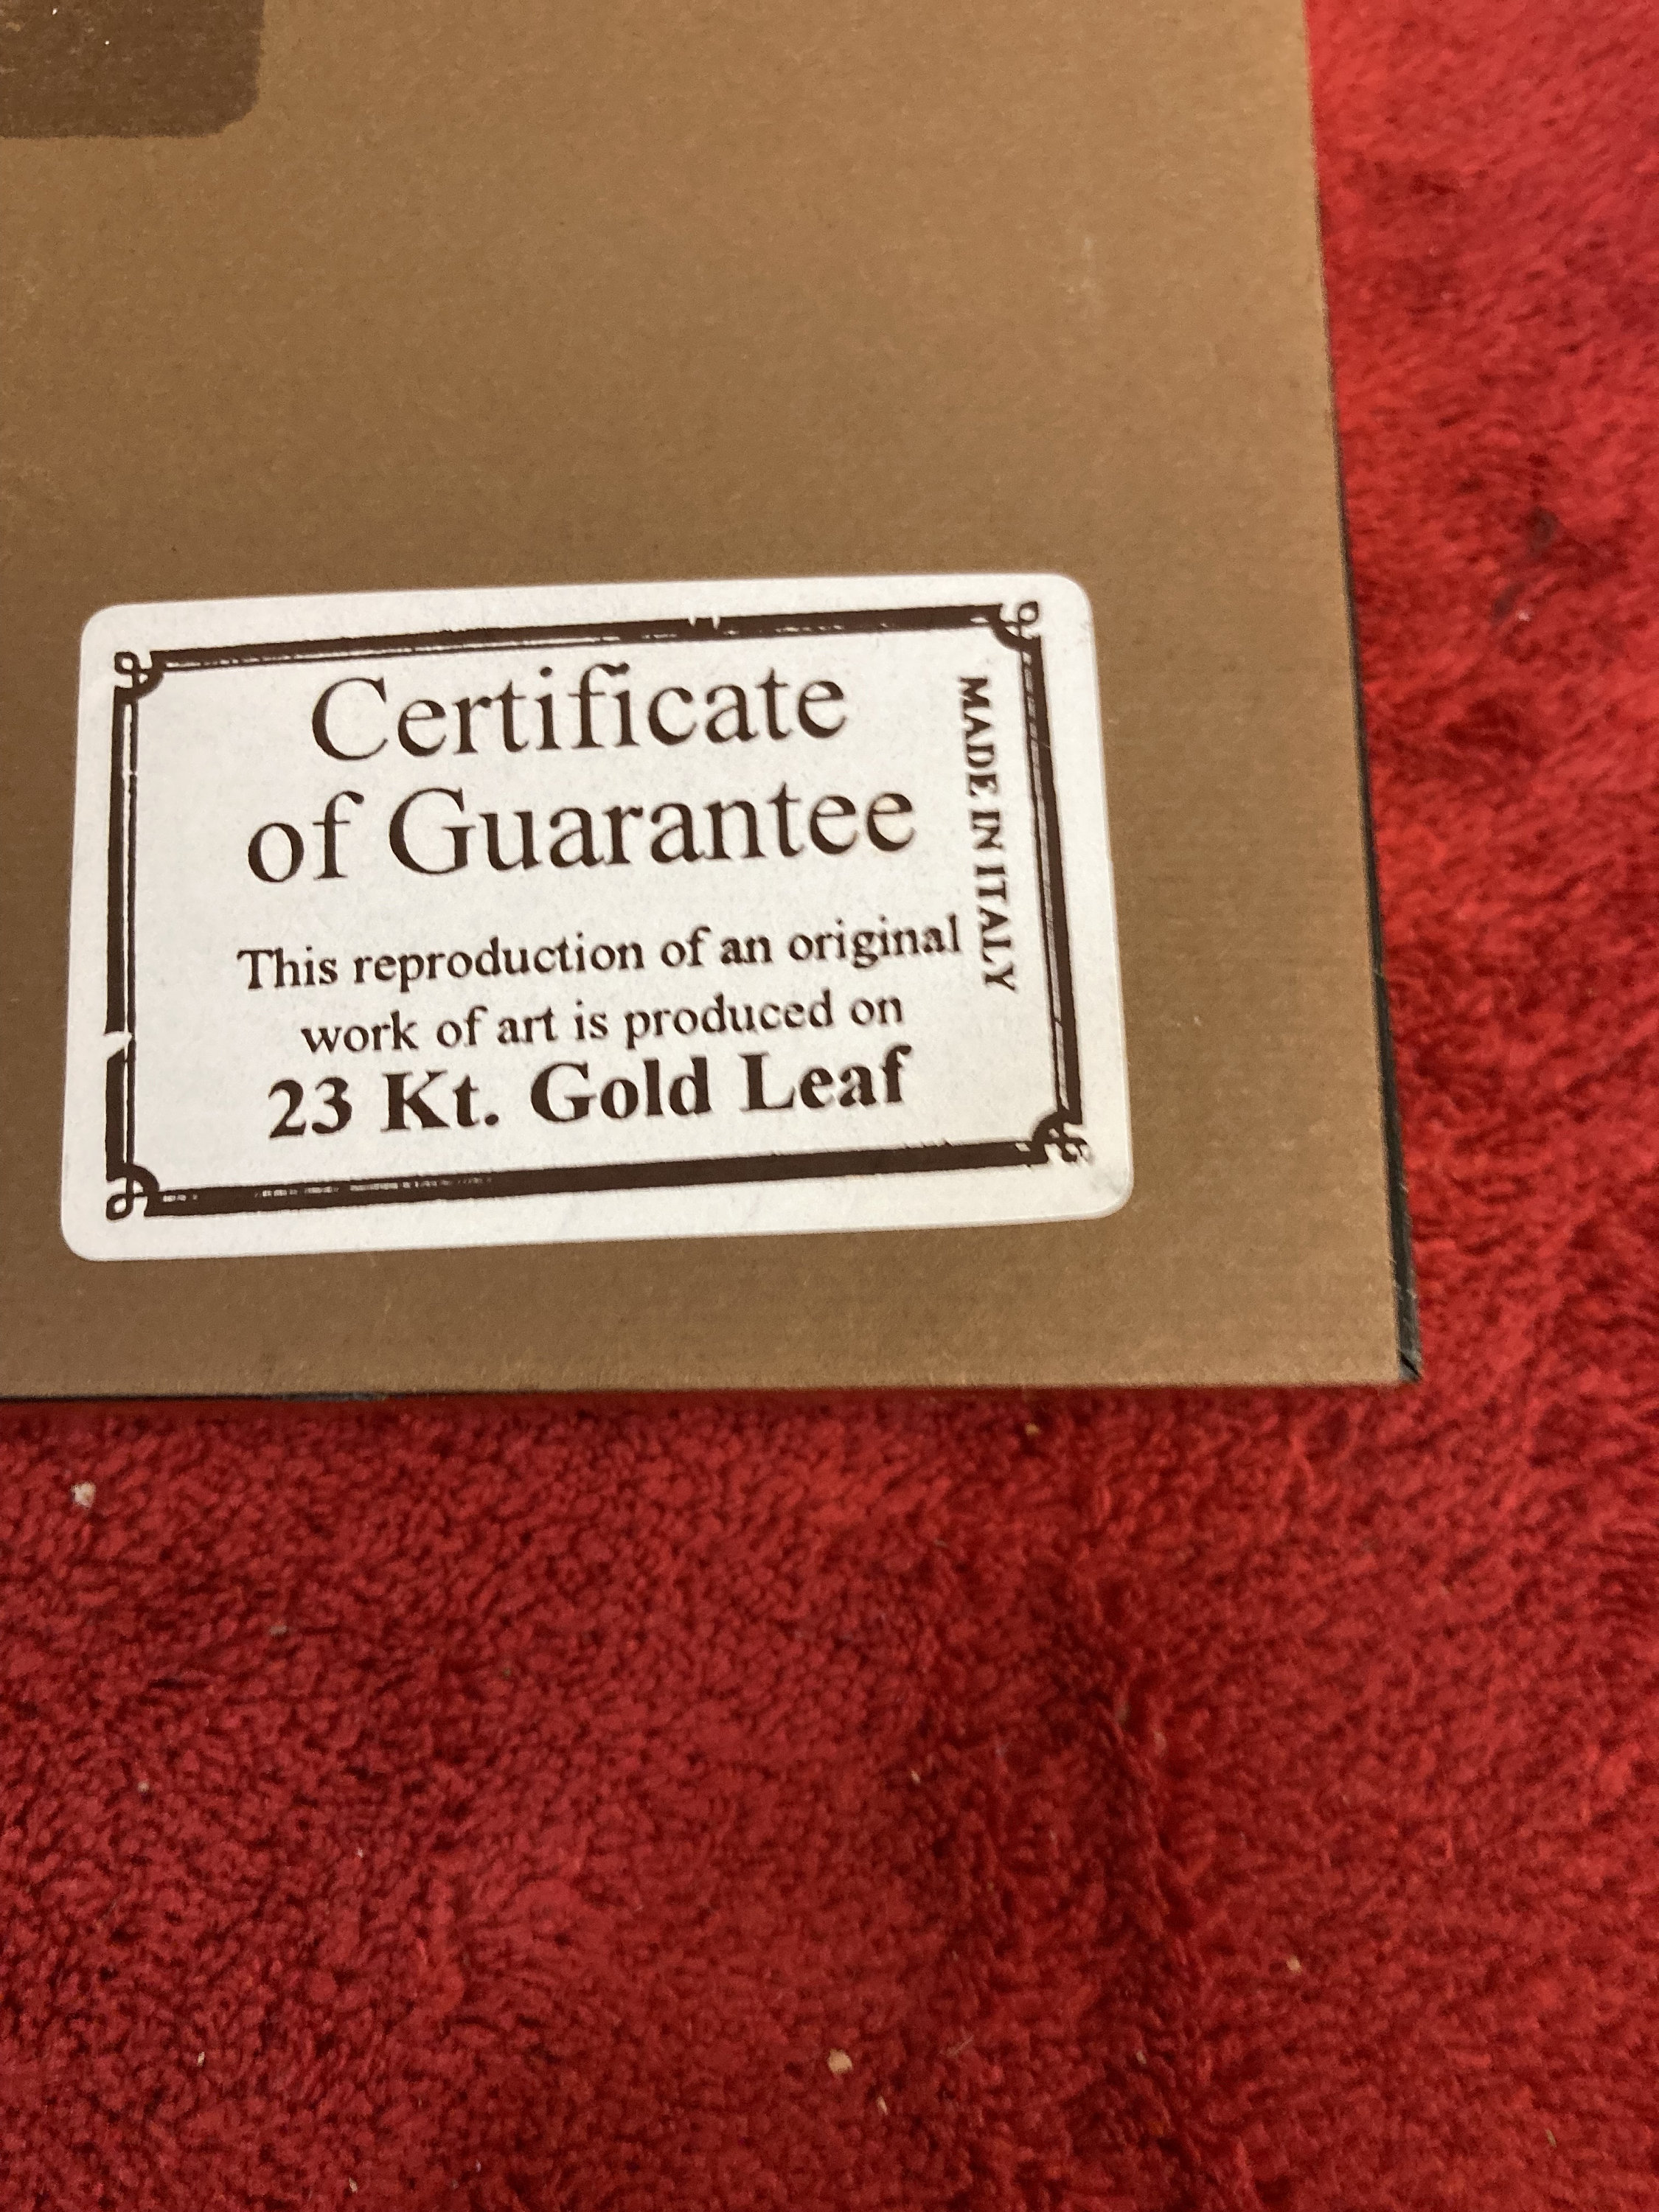 Certificate
of Guarantee
This reproduction of an original
work of art is produced on
23 Kt. Gold Leaf
MADE IN ITALY